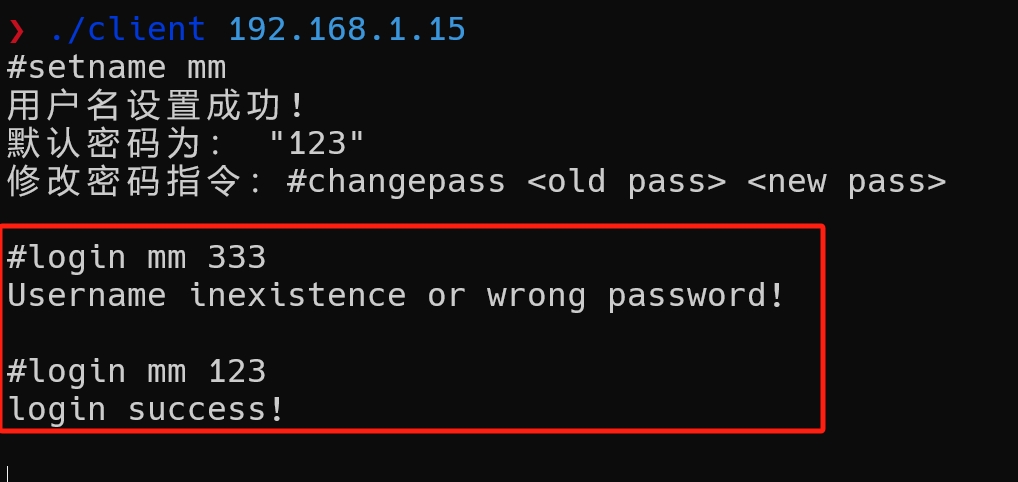 ❯ ./client 192.168.1.15
#setname mm
用户名设置成功!
默认密码为: "123"
修改密码指令: #changepass <old pass> <new pass>
#login mm 333
Username inexistence or wrong password!
#login mm 123
login success!